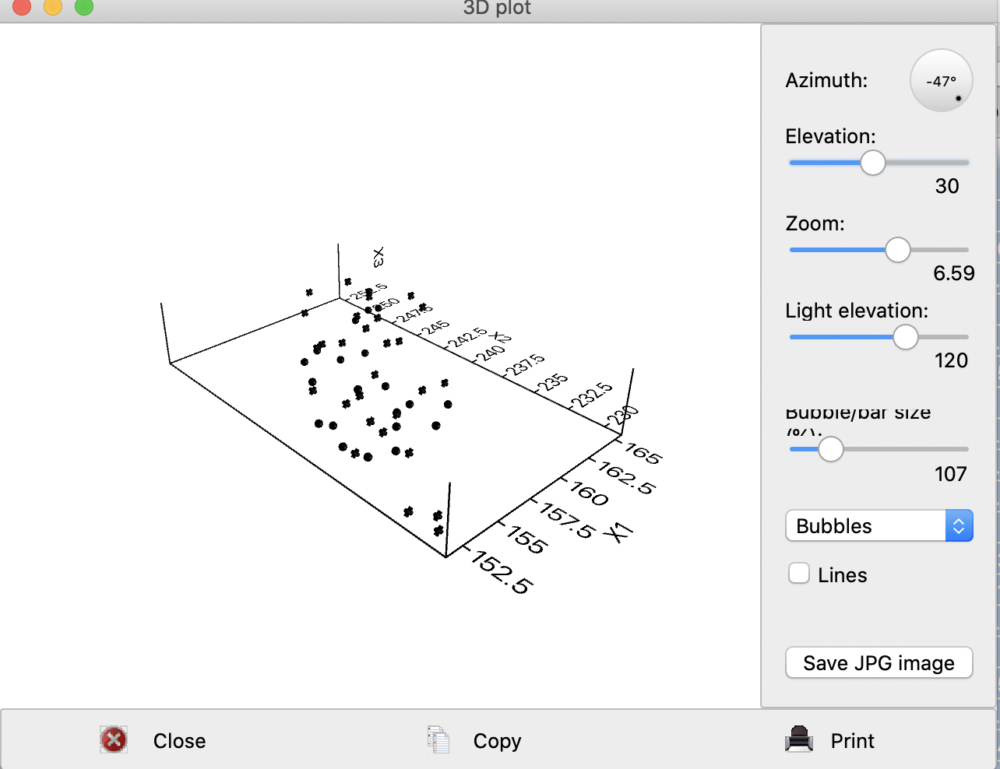 3D plot
Azimuth:
-47°
Elevation:
30
Zoom:
6.59
Light elevation:
120
Bubble/bar size
(%):
107
Bubbles
Lines
Save JPG image
X3
252.5
250
247.5
245
242.5
X2
240
237.5
235
232.5
230
165
162.5
160
157.5
X1
155
152.5
Close
Copy
Print